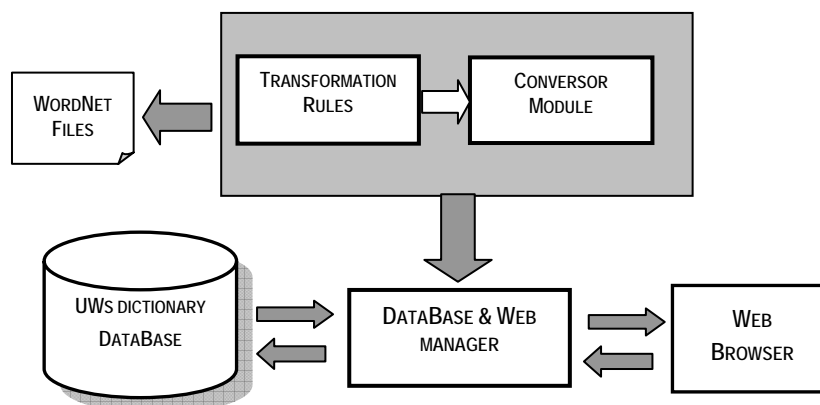 WORDNET
FILES
TRANSFORMATION
RULES
CONVERSOR
MODULE
UWS DICTIONARY
DATABASE
DATABASE & WEB
MANAGER
WEB
BROWSER